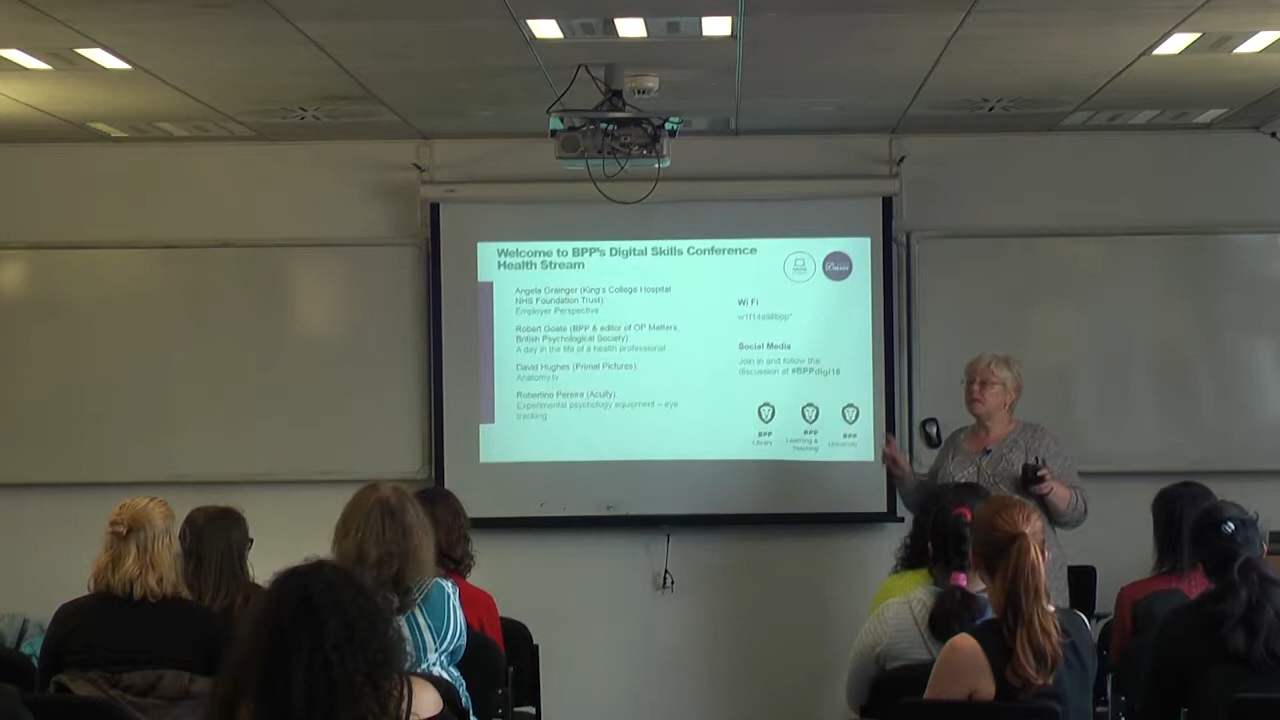 Welcome to BPP's Digital Skills Conference
Health Stream
Angela Grainger (King's College Hospital
NHS Foundation Trust)
Employer Perspective
Robert Goate (BPP & editor of OP Matters,
British Psychological Society)
A day in the life of a health professional
David Hughes (Primal Pictures)
Anatomy.tv
Robertino Pereira (Acuity)
Experimental psychology equipment – eye
tracking
Wi Fi
Social Media
Join in and follow the
discussion at #BPPdigi16
BPP
Library
BPP
Learning &
Teaching
BPP
University